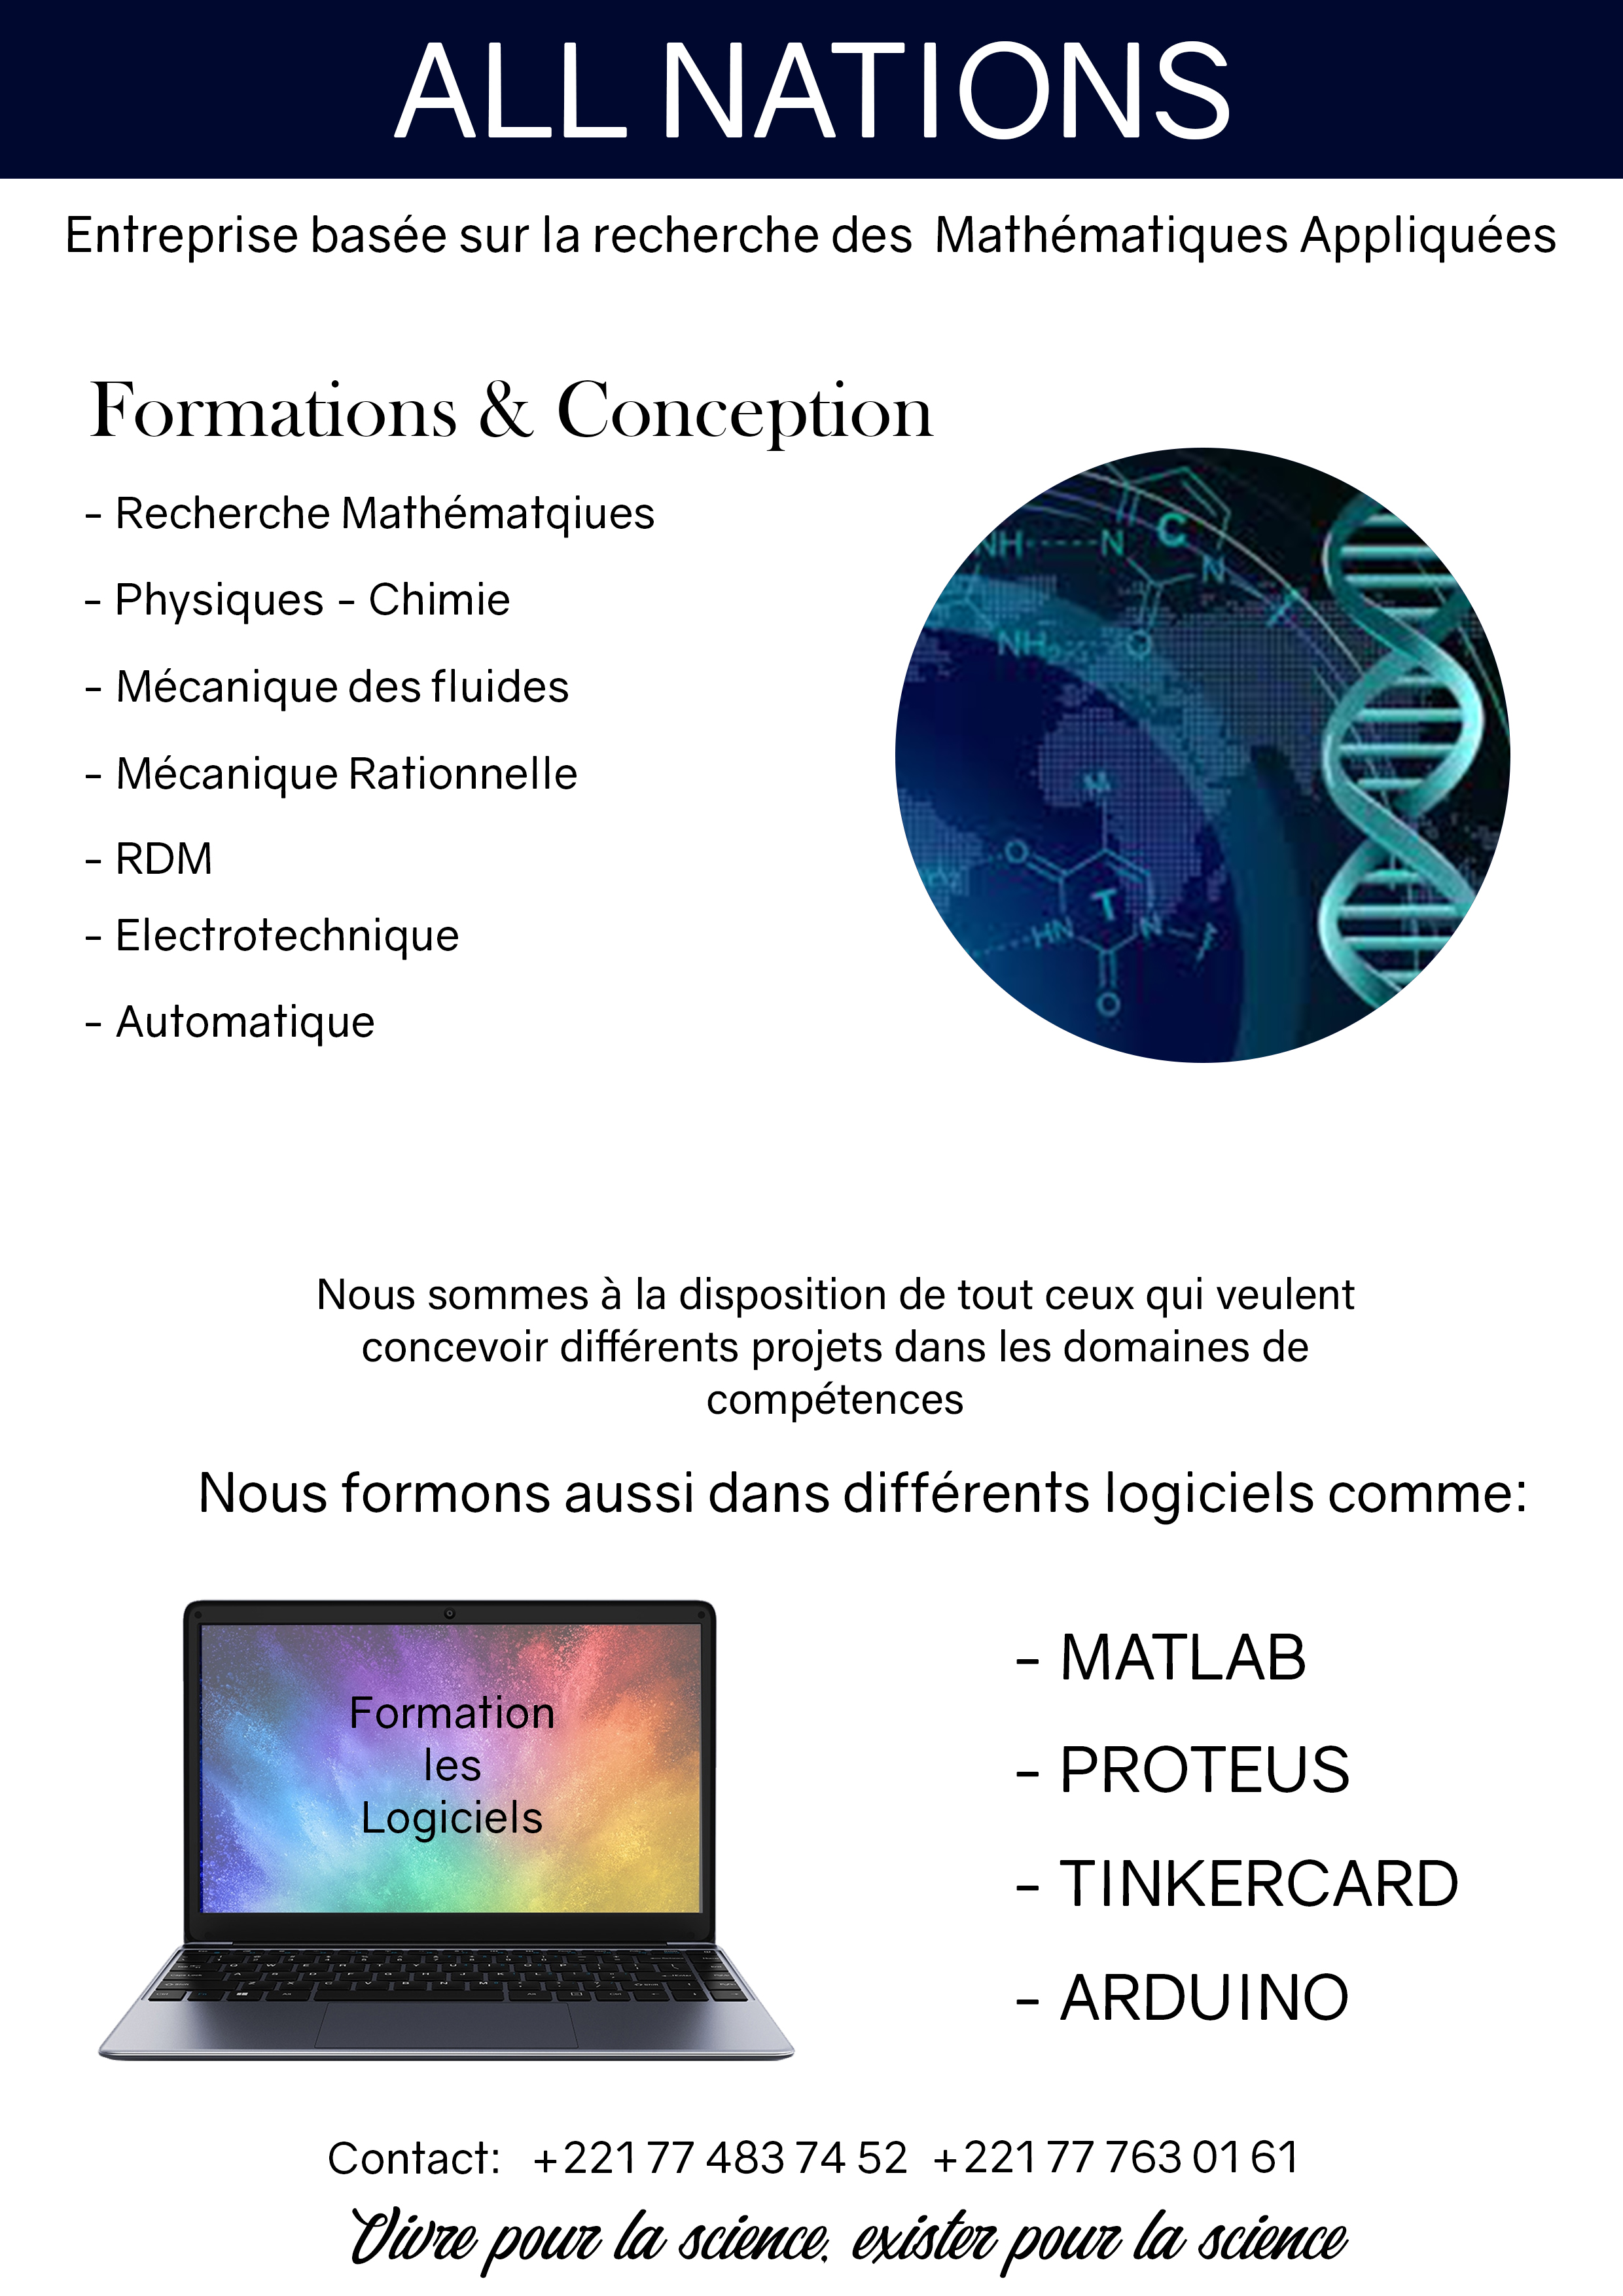 ALL NATIONS
Entreprise basée sur la recherche des Mathématiques Appliquées
Formations & Conception
- Recherche Mathématqiues
- Physiques - Chimie
- Mécanique des fluides
- Mécanique Rationnelle
- RDM
- Electrotechnique
- Automatique
NH N C N
NH₂ O
N
O T
HN N
O
Nous sommes à la disposition de tout ceux qui veulent
concevoir différents projets dans les domaines de
compétences
Nous formons aussi dans différents logiciels comme:
Formation
les
Logiciels
- MATLAB
- PROTEUS
- TINKERCARD
- ARDUINO
Contact: +221 77 483 74 52 +221 77 763 01 61
Vivre pour la science, exister pour la science